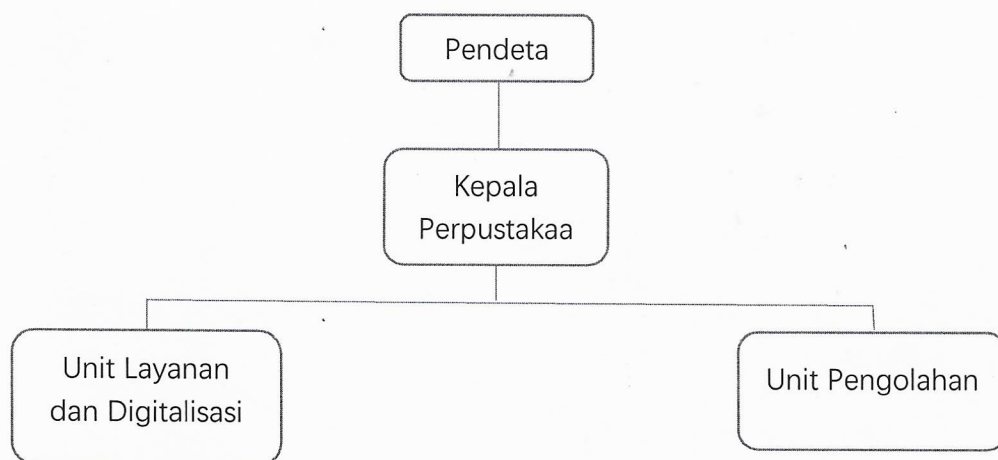 Pendeta
Kepala
Perpustakaa
Unit Layanan
dan Digitalisasi
Unit Pengolahan